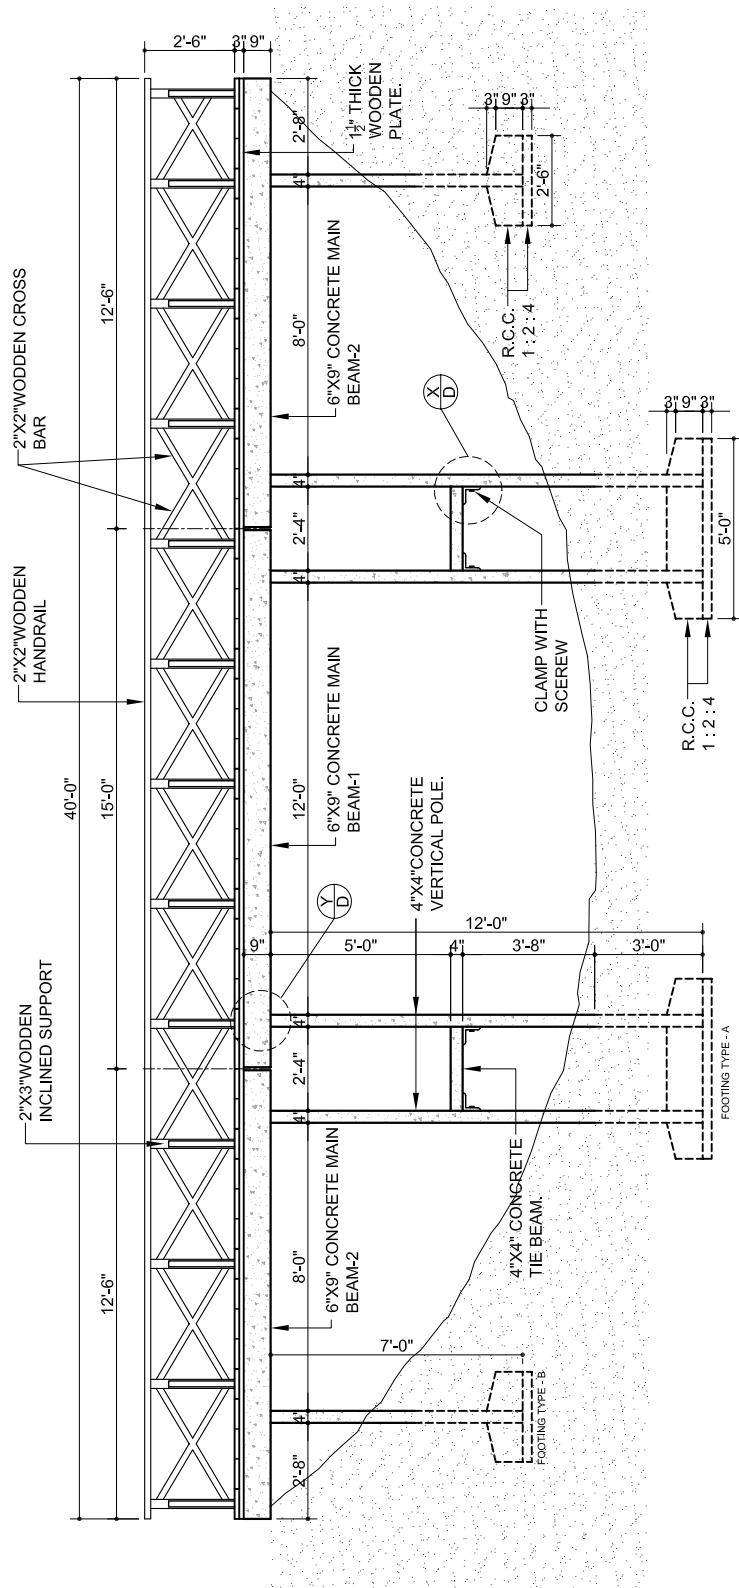 2"X3"WOODEN
INCLINED SUPPORT
2"X2"WOODEN
HANDRAIL
2"X2"WOODEN CROSS
BAR
40'-0"
12'-6"
15'-0"
12'-6"
2'-6"
3"
9"
2'-8"
4"
8'-0"
4"
2'-4"
4"
12'-0"
4"
2'-4"
4"
8'-0"
4"
2'-8"
6"X9" CONCRETE MAIN
BEAM-2
Y
D
6"X9" CONCRETE MAIN
BEAM-1
6"X9" CONCRETE MAIN
BEAM-2
1½" THICK
WOODEN
PLATE.
7'-0"
9"
5'-0"
4"
3'-8"
3'-0"
12'-0"
4"X4"CONCRETE
VERTICAL POLE.
X
D
4"X4" CONCRETE
TIE BEAM.
CLAMP WITH
SCEREW
R.C.C.
1 : 2 : 4
3"
9"
3"
2'-6"
FOOTING TYPE - B
R.C.C.
1 : 2 : 4
3"
9"
3"
5'-0"
FOOTING TYPE - A